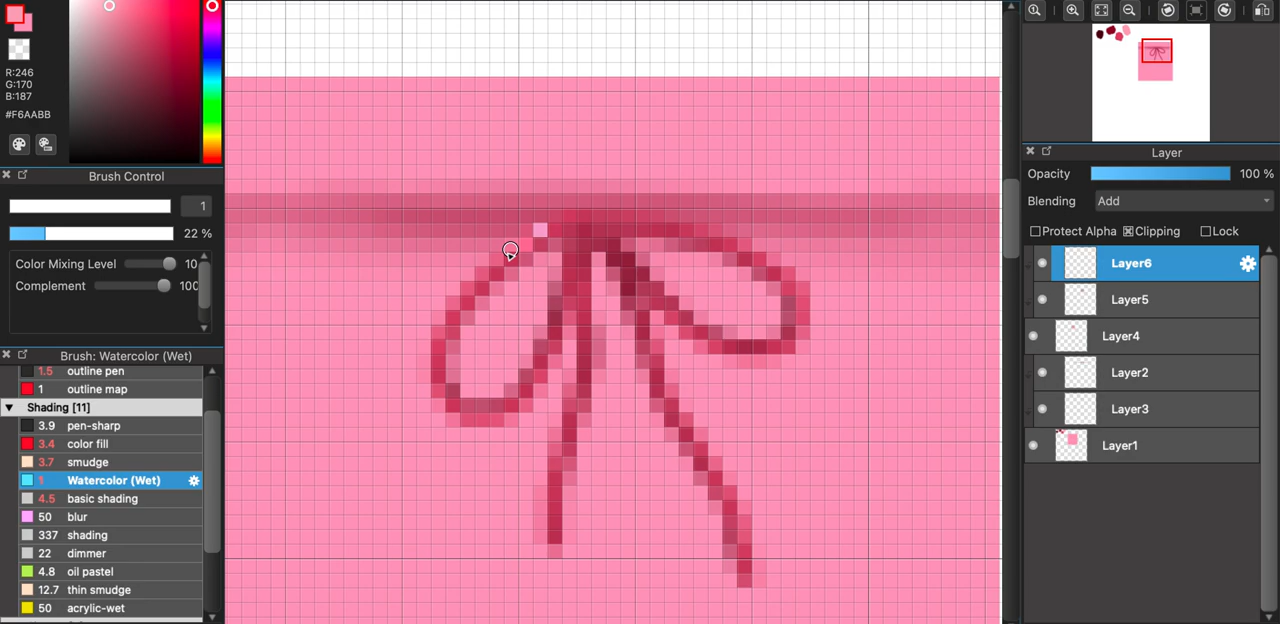 R:246
G:170
B:187
#F6AABB
Brush Control
1
22 %
Color Mixing Level 10
Complement 100
Brush: Watercolor (Wet)
1.5 outline pen
1 outline map
Shading [11]
3.9 pen-sharp
3.4 color fill
3.7 smudge
1 Watercolor (Wet)
4.5 basic shading
50 blur
337 shading
22 dimmer
4.8 oil pastel
12.7 thin smudge
50 acrylic-wet
Layer
Opacity 100 %
Blending Add
Protect Alpha Clipping Lock
Layer6
Layer5
Layer4
Layer2
Layer3
Layer1